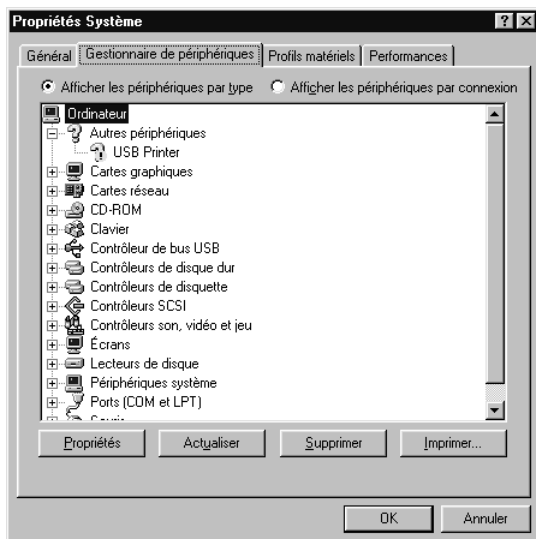 Propriétés Système
Général Gestionnaire de périphériques Profils matériels Performances
Afficher les périphériques par type Afficher les périphériques par connexion
Ordinateur
Autres périphériques
USB Printer
Cartes graphiques
Cartes réseau
CD-ROM
Clavier
Contrôleur de bus USB
Contrôleurs de disque dur
Contrôleurs de disquette
Contrôleurs SCSI
Contrôleurs son, vidéo et jeu
Écrans
Lecteurs de disque
Périphériques système
Ports (COM et LPT)
Souris
Propriétés Actualiser Supprimer Imprimer...
OK Annuler